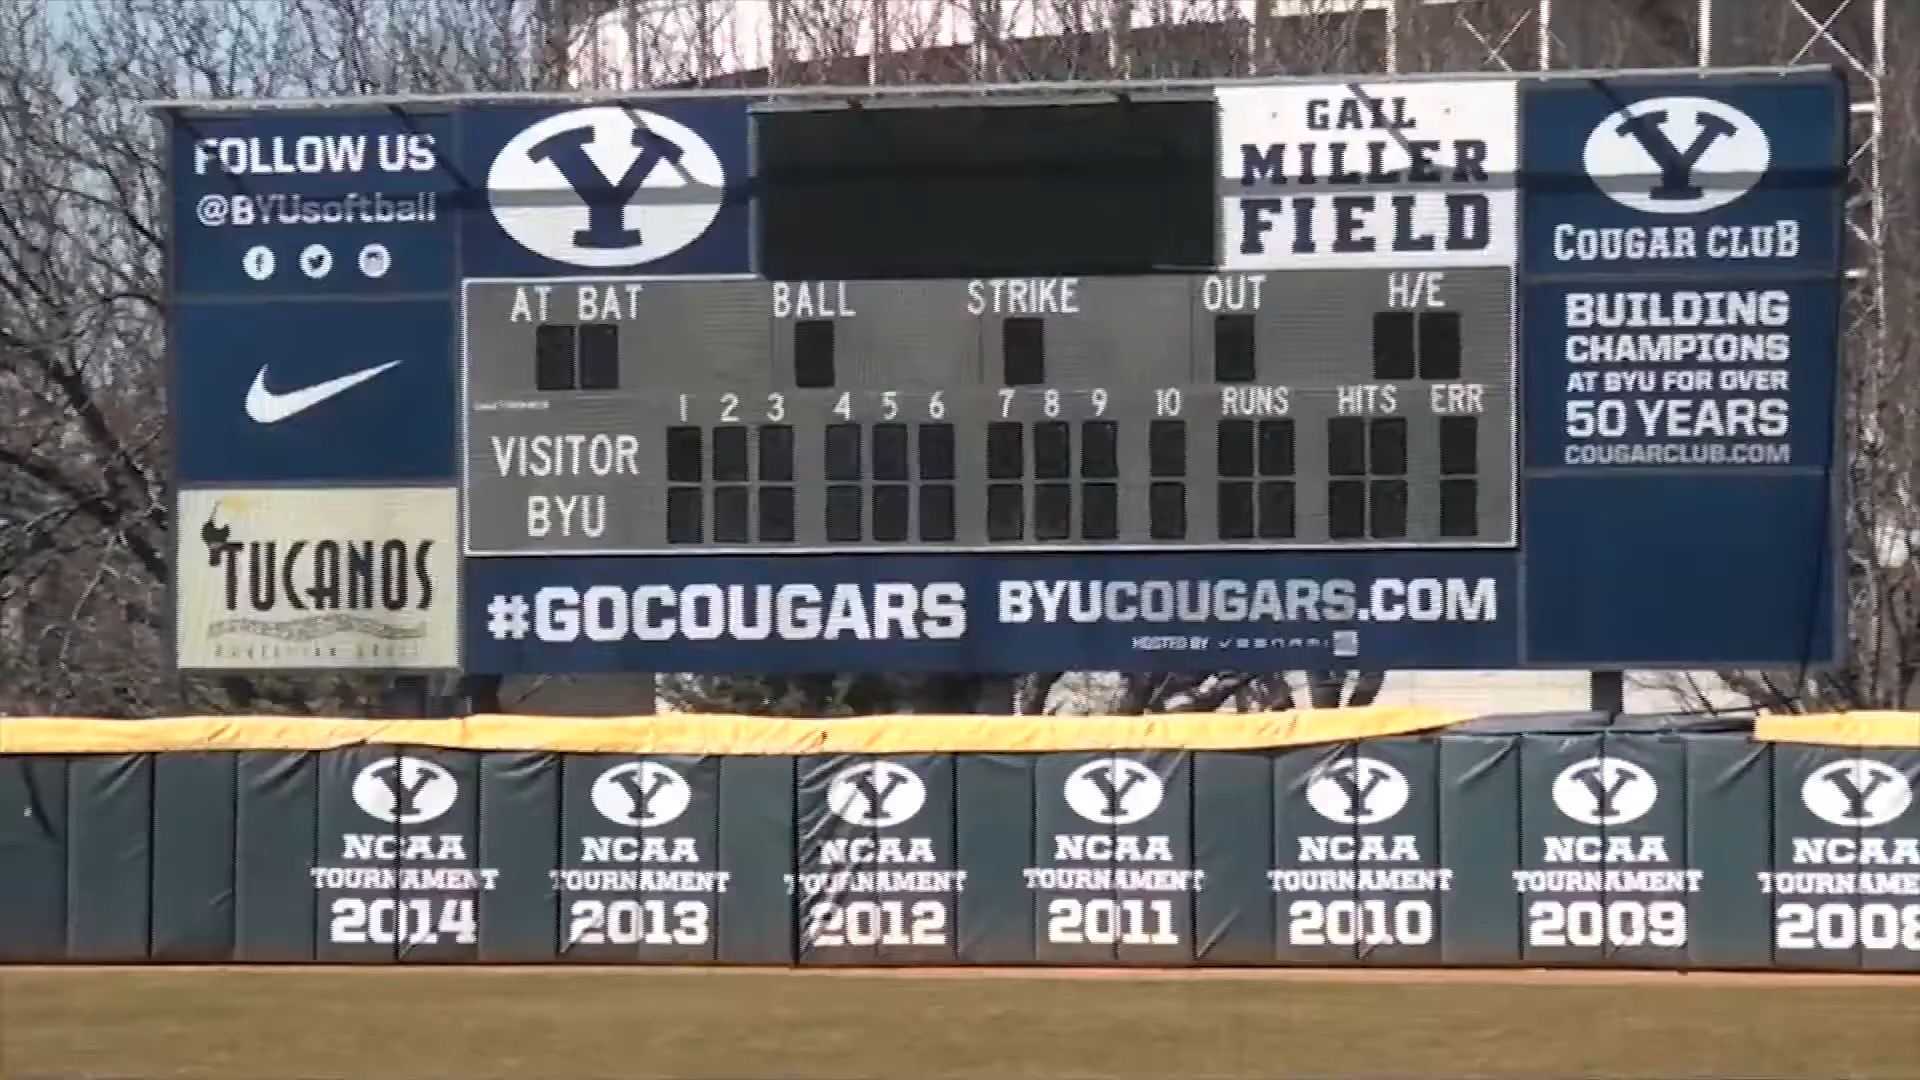 FOLLOW US
@BYUsoftball
Y
GAIL
MILLER
FIELD
Y
COUGAR CLUB
BUILDING
CHAMPIONS
AT BYU FOR OVER
50 YEARS
COUGARCLUB.COM
AT BAT BALL STRIKE OUT H/E
1 2 3 4 5 6 7 8 9 10 RUNS HITS ERR
VISITOR
BYU
TUCANOS
#GOCOUGARS BYUCOUGARS.COM
HOSTED BY
Y Y Y Y Y Y Y
NCAA NCAA NCAA NCAA NCAA NCAA NCAA
TOURNAMENT TOURNAMENT TOURNAMENT TOURNAMENT TOURNAMENT TOURNAMENT TOURNAME
2014 2013 2012 2011 2010 2009 2008